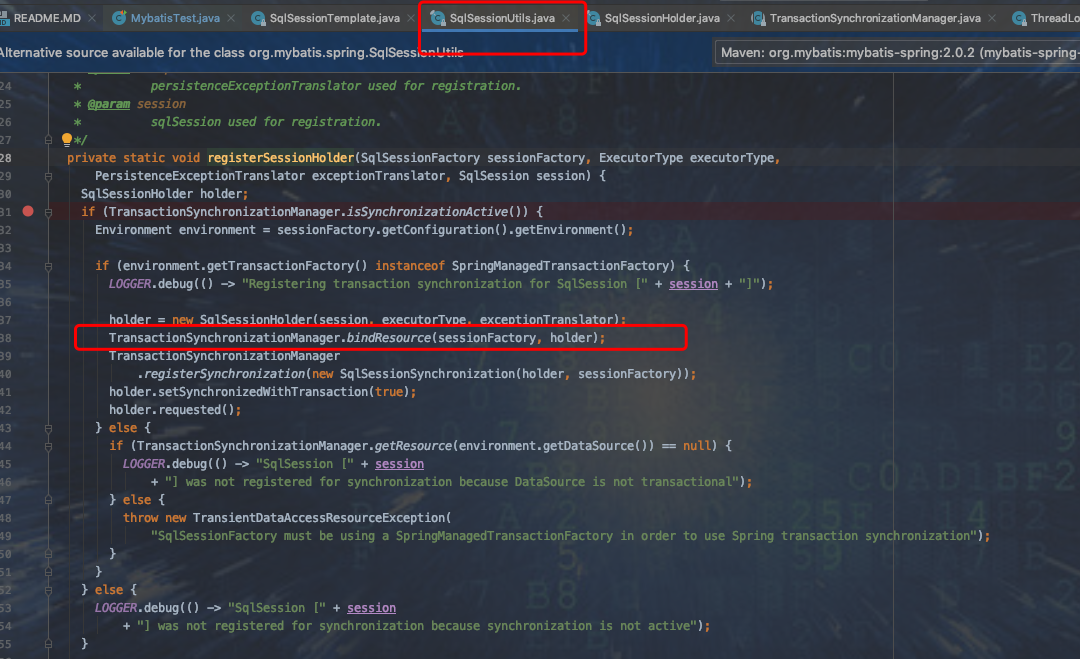 README.MD
MybatisTest.java
SqlSessionTemplate.java
SqlSessionUtils.java
SqlSessionHolder.java
TransactionSynchronizationManager.java
ThreadLo
Alternative source available for the class org.mybatis.spring.SqlSessionUtils
Maven: org.mybatis:mybatis-spring:2.0.2 (mybatis-spring-
24 * persistenceExceptionTranslator used for registration.
25 * @param session
26 * sqlSession used for registration.
27 */
28 private static void registerSessionHolder(SqlSessionFactory sessionFactory, ExecutorType executorType,
29 PersistenceExceptionTranslator exceptionTranslator, SqlSession session) {
30 SqlSessionHolder holder;
31 if (TransactionSynchronizationManager.isSynchronizationActive()) {
32 Environment environment = sessionFactory.getConfiguration().getEnvironment();
33
34 if (environment.getTransactionFactory() instanceof SpringManagedTransactionFactory) {
35 LOGGER.debug(() -> "Registering transaction synchronization for SqlSession [" + session + "]");
36
37 holder = new SqlSessionHolder(session, executorType, exceptionTranslator);
38 TransactionSynchronizationManager.bindResource(sessionFactory, holder);
39 TransactionSynchronizationManager
40 .registerSynchronization(new SqlSessionSynchronization(holder, sessionFactory));
41 holder.setSynchronizedWithTransaction(true);
42 holder.requested();
43 } else {
44 if (TransactionSynchronizationManager.getResource(environment.getDataSource()) == null) {
45 LOGGER.debug(() -> "SqlSession [" + session
46 + "] was not registered for synchronization because DataSource is not transactional");
47 } else {
48 throw new TransientDataAccessResourceException(
49 "SqlSessionFactory must be using a SpringManagedTransactionFactory in order to use Spring transaction synchronization");
50 }
51 }
52 } else {
53 LOGGER.debug(() -> "SqlSession [" + session
54 + "] was not registered for synchronization because synchronization is not active");
55 }